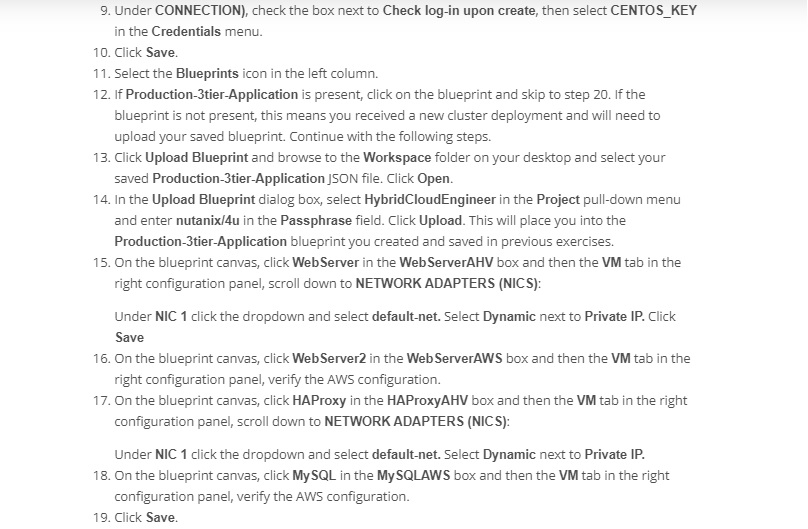 9. Under CONNECTION), check the box next to Check log-in upon create, then select CENTOS_KEY
in the Credentials menu.
10. Click Save.
11. Select the Blueprints icon in the left column.
12. If Production-3tier-Application is present, click on the blueprint and skip to step 20. If the
blueprint is not present, this means you received a new cluster deployment and will need to
upload your saved blueprint. Continue with the following steps.
13. Click Upload Blueprint and browse to the Workspace folder on your desktop and select your
saved Production-3tier-Application JSON file. Click Open.
14. In the Upload Blueprint dialog box, select HybridCloudEngineer in the Project pull-down menu
and enter nutanix/4u in the Passphrase field. Click Upload. This will place you into the
Production-3tier-Application blueprint you created and saved in previous exercises.
15. On the blueprint canvas, click WebServer in the WebServerAHV box and then the VM tab in the
right configuration panel, scroll down to NETWORK ADAPTERS (NICS):
Under NIC 1 click the dropdown and select default-net. Select Dynamic next to Private IP. Click
Save
16. On the blueprint canvas, click WebServer2 in the WebServerAWS box and then the VM tab in the
right configuration panel, verify the AWS configuration.
17. On the blueprint canvas, click HAProxy in the HAProxyAHV box and then the VM tab in the right
configuration panel, scroll down to NETWORK ADAPTERS (NICS):
Under NIC 1 click the dropdown and select default-net. Select Dynamic next to Private IP.
18. On the blueprint canvas, click MySQL in the MySQLAWS box and then the VM tab in the right
configuration panel, verify the AWS configuration.
19. Click Save.